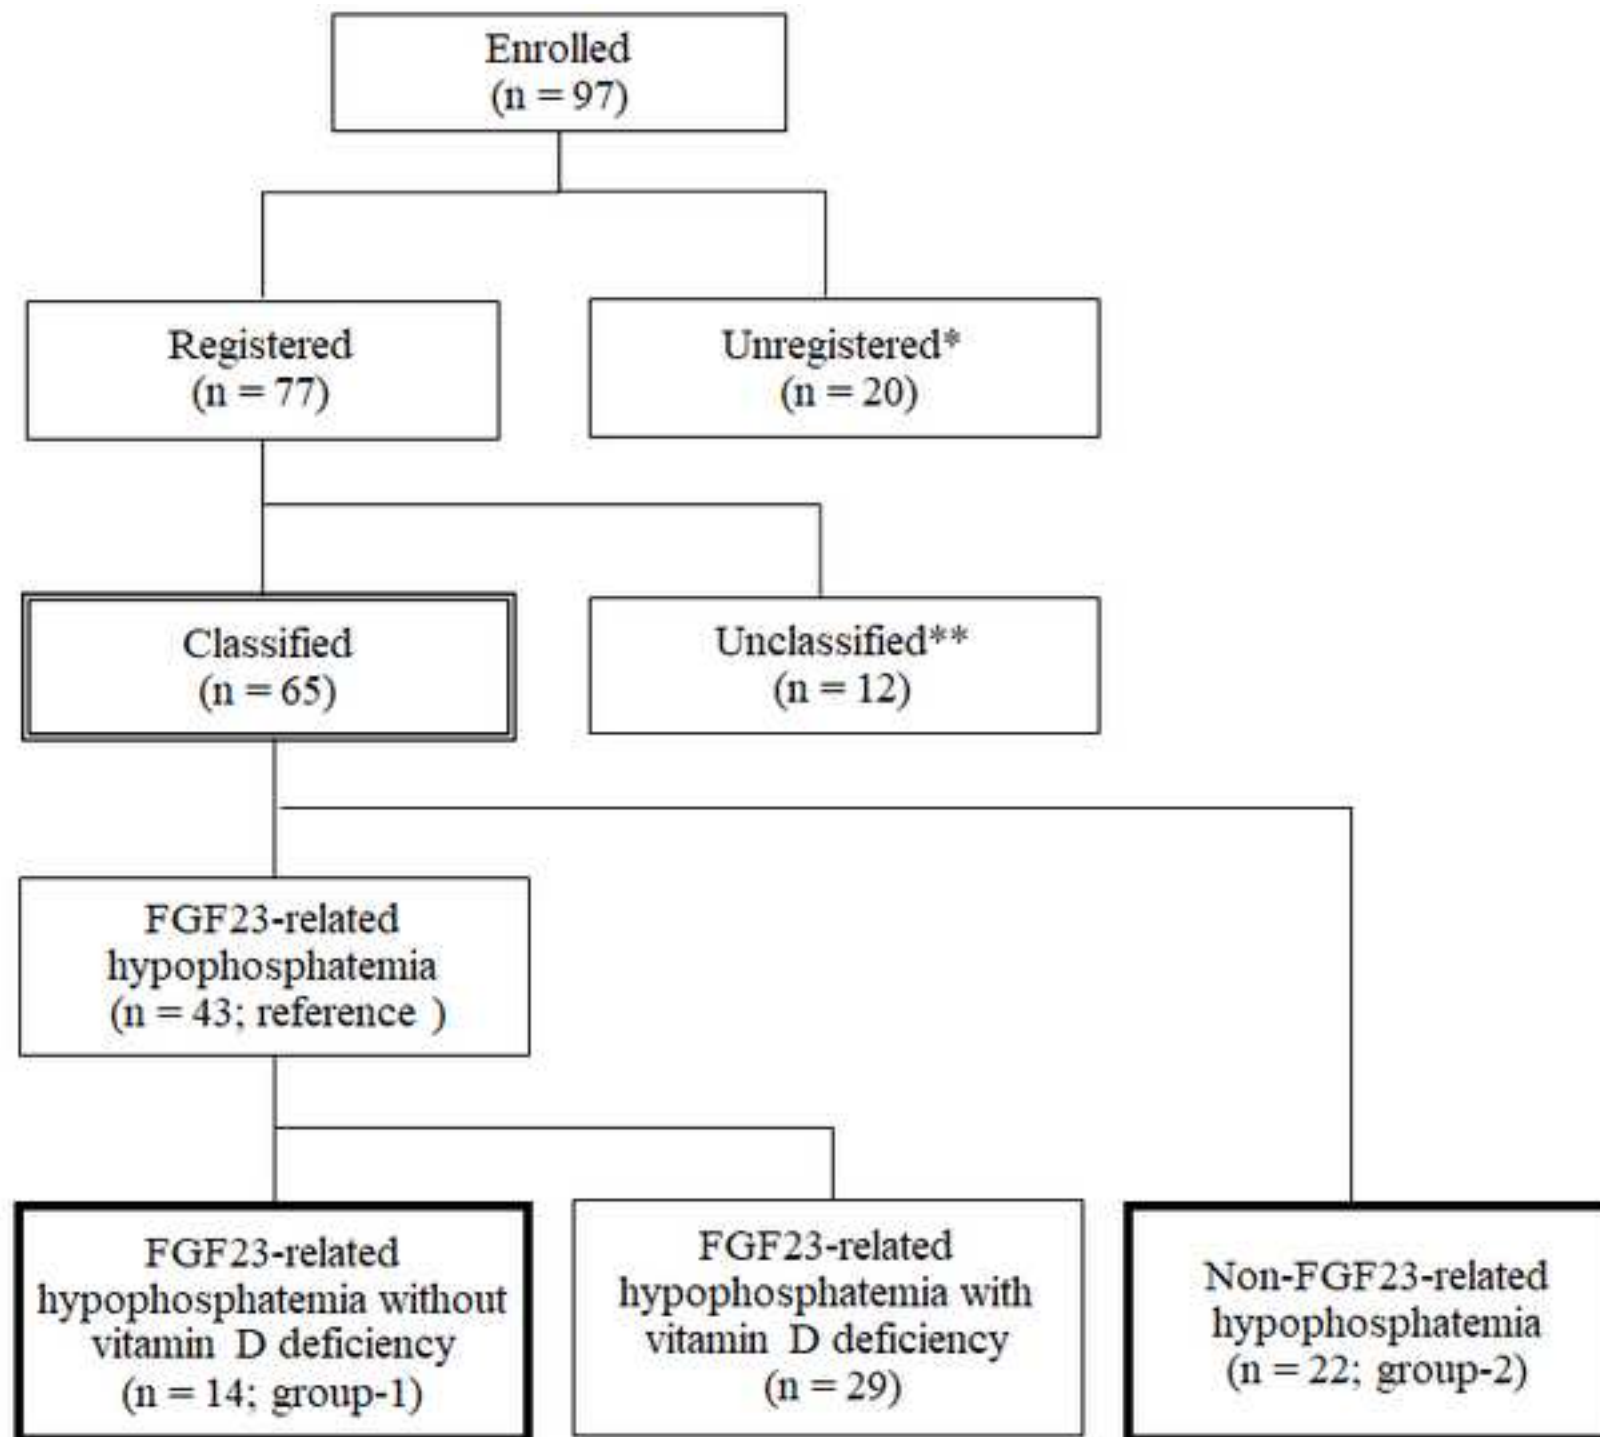 Enrolled
(n = 97)
Registered
(n = 77)
Unregistered*
(n = 20)
Classified
(n = 65)
Unclassified**
(n = 12)
FGF23-related
hypophosphatemia
(n = 43; reference )
FGF23-related
hypophosphatemia without
vitamin D deficiency
(n = 14; group-1)
FGF23-related
hypophosphatemia with
vitamin D deficiency
(n = 29)
Non-FGF23-related
hypophosphatemia
(n = 22; group-2)